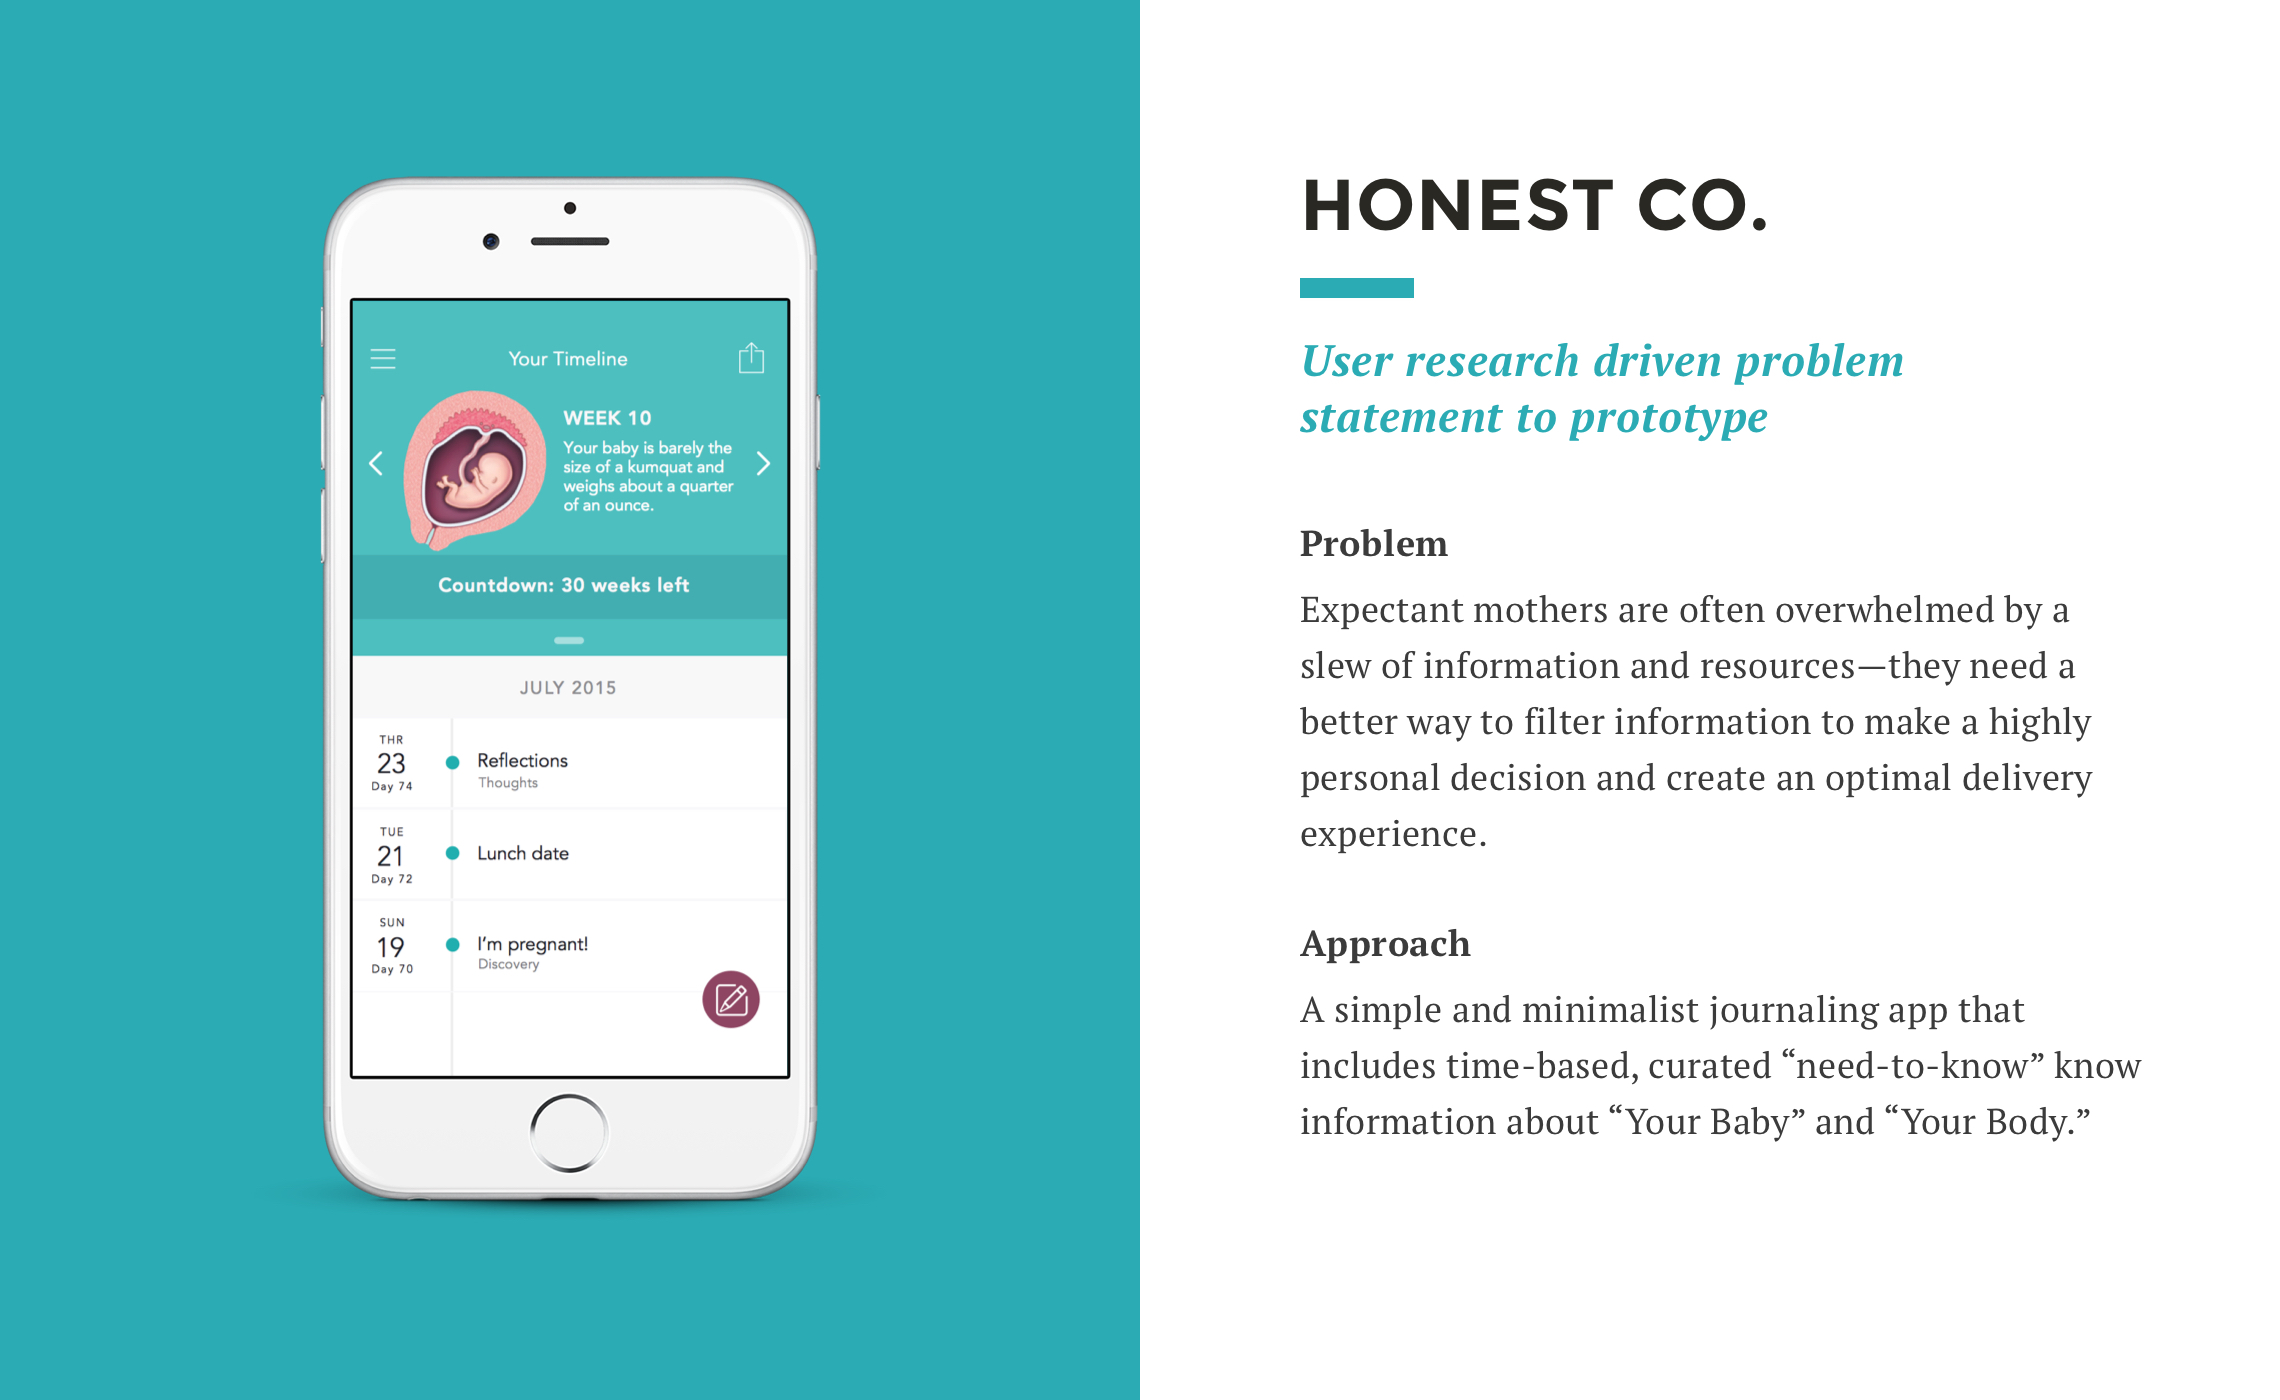 Your Timeline
WEEK 10
Your baby is barely the
size of a kumquat and
weighs about a quarter
of an ounce.
Countdown: 30 weeks left
JULY 2015
THR
23
Day 74
Reflections
Thoughts
TUE
21
Day 72
Lunch date
SUN
19
Day 70
I'm pregnant!
Discovery
HONEST CO.
User research driven problem
statement to prototype
Problem
Expectant mothers are often overwhelmed by a
slew of information and resources—they need a
better way to filter information to make a highly
personal decision and create an optimal delivery
experience.
Approach
A simple and minimalist journaling app that
includes time-based, curated “need-to-know” know
information about “Your Baby” and “Your Body.”